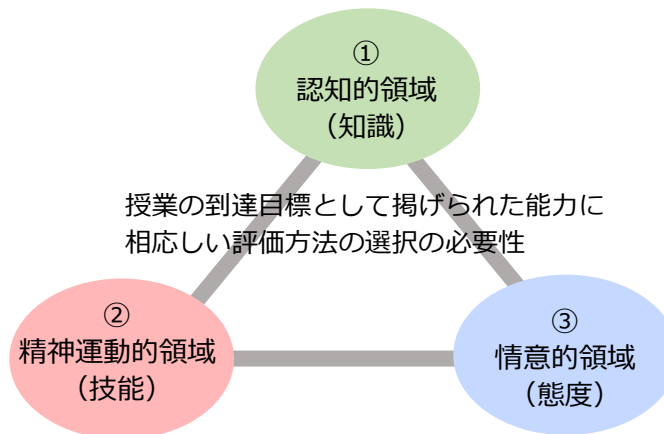 ①
認知的領域
（知識）
授業の到達目標として掲げられた能力に
相応しい評価方法の選択の必要性
②
精神運動的領域
（技能）
③
情意的領域
（態度）